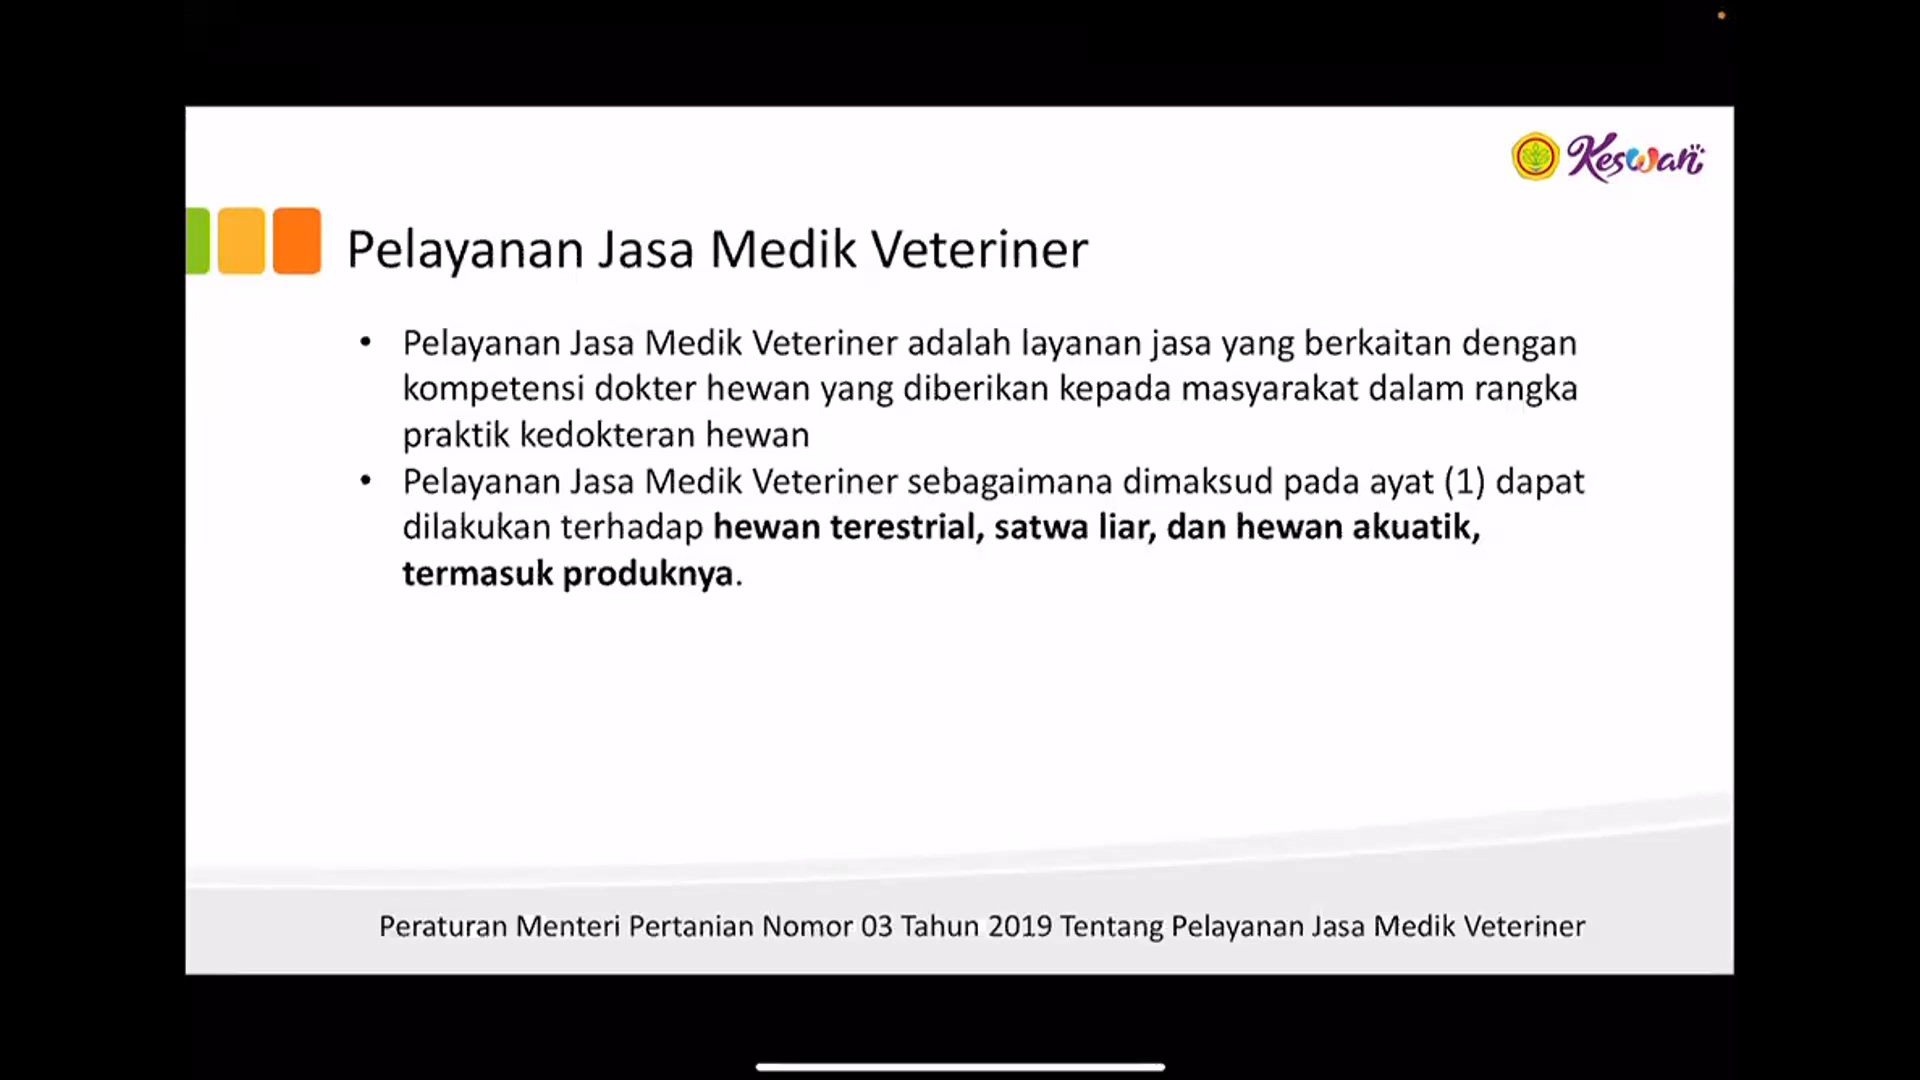 Keswan
Pelayanan Jasa Medik Veteriner
• Pelayanan Jasa Medik Veteriner adalah layanan jasa yang berkaitan dengan
kompetensi dokter hewan yang diberikan kepada masyarakat dalam rangka
praktik kedokteran hewan
• Pelayanan Jasa Medik Veteriner sebagaimana dimaksud pada ayat (1) dapat
dilakukan terhadap hewan terestrial, satwa liar, dan hewan akuatik,
termasuk produknya.
Peraturan Menteri Pertanian Nomor 03 Tahun 2019 Tentang Pelayanan Jasa Medik Veteriner